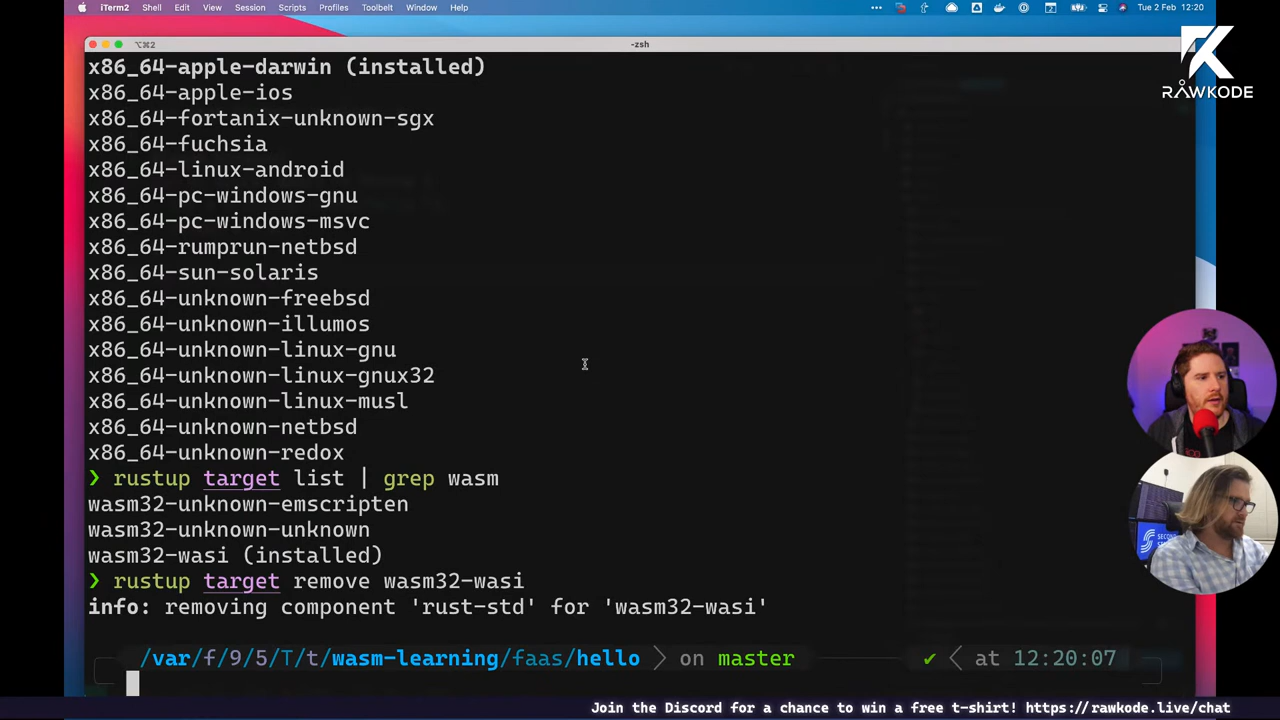 iTerm2 Shell Edit View Session Scripts Profiles Toolbelt Window Help
Tue 2 Feb 12:20
⌥⌘2
-zsh
x86_64-apple-darwin (installed)
x86_64-apple-ios
x86_64-fortanix-unknown-sgx
x86_64-fuchsia
x86_64-linux-android
x86_64-pc-windows-gnu
x86_64-pc-windows-msvc
x86_64-rumprun-netbsd
x86_64-sun-solaris
x86_64-unknown-freebsd
x86_64-unknown-illumos
x86_64-unknown-linux-gnu
x86_64-unknown-linux-gnux32
x86_64-unknown-linux-musl
x86_64-unknown-netbsd
x86_64-unknown-redox
❯ rustup target list | grep wasm
wasm32-unknown-emscripten
wasm32-unknown-unknown
wasm32-wasi (installed)
❯ rustup target remove wasm32-wasi
info: removing component 'rust-std' for 'wasm32-wasi'
/var/f/9/5/T/t/wasm-learning/faas/hello > on master
✔ < at 12:20:07
RAWKODE
SECOND
Join the Discord for a chance to win a free t-shirt! https://rawkode.live/chat